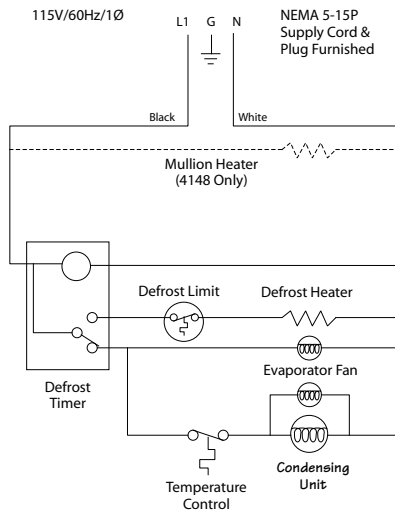 115V/60Hz/1Ø
L1 G N
NEMA 5-15P
Supply Cord &
Plug Furnished
Black
White
Mullion Heater
(4148 Only)
Defrost Limit
Defrost Heater
Evaporator Fan
Defrost
Timer
Temperature
Control
Condensing
Unit